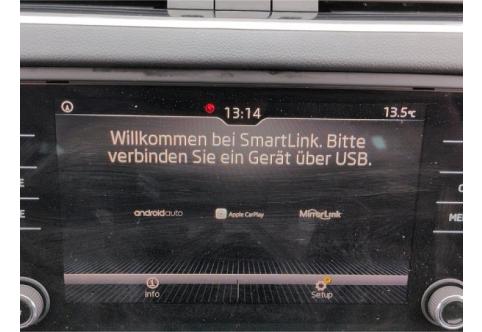 13:14
13.5°C
Willkommen bei SmartLink. Bitte
verbinden Sie ein Gerät über USB.
androidauto
Apple CarPlay
MirrorLink
Info
Setup